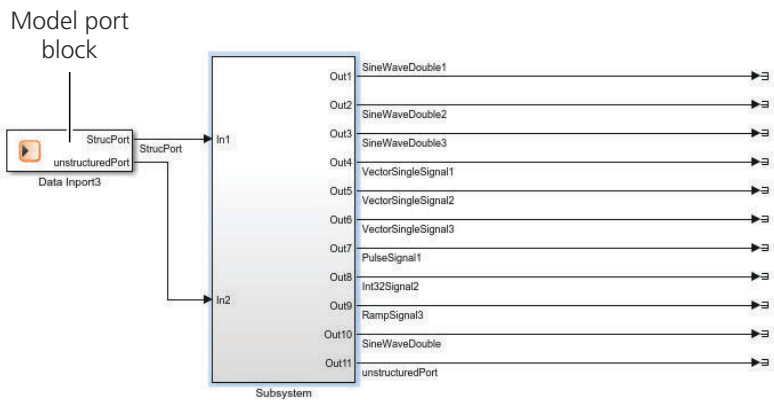 Model port
block
StrucPort
unstructuredPort
Data Inport3
StrucPort
In1
In2
Out1
SineWaveDouble1
Out2
SineWaveDouble2
Out3
SineWaveDouble3
Out4
VectorSingleSignal1
Out5
VectorSingleSignal2
Out6
VectorSingleSignal3
Out7
PulseSignal1
Out8
Int32Signal2
Out9
RampSignal3
Out10
SineWaveDouble
Out11
unstructuredPort
Subsystem